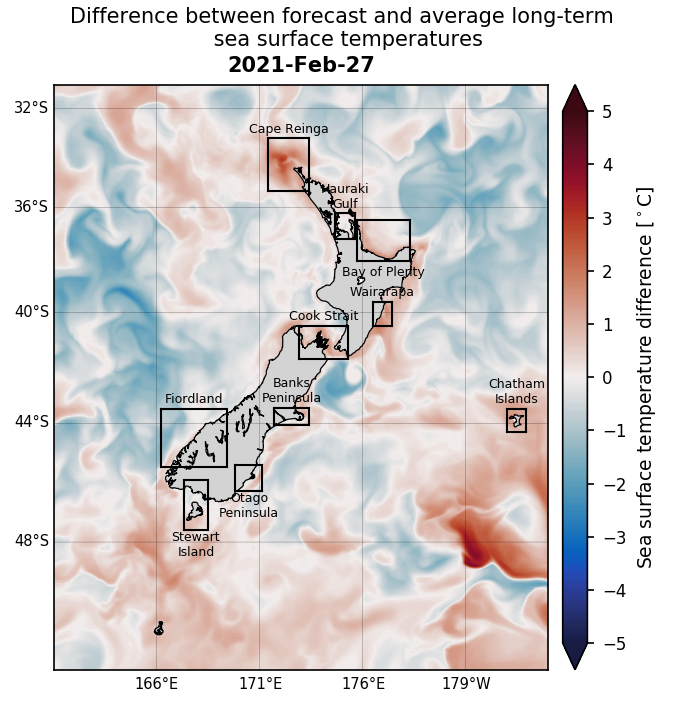 Difference between forecast and average long-term
sea surface temperatures
2021-Feb-27
32°S
36°S
40°S
44°S
48°S
Cape Reinga
Hauraki
Gulf
Bay of Plenty
Wairarapa
Cook Strait
Banks
Peninsula
Fiordland
Chatham
Islands
Otago
Peninsula
Stewart
Island
166°E
171°E
176°E
179°W
5
4
3
2
1
0
−1
−2
−3
−4
−5
Sea surface temperature difference [°C]